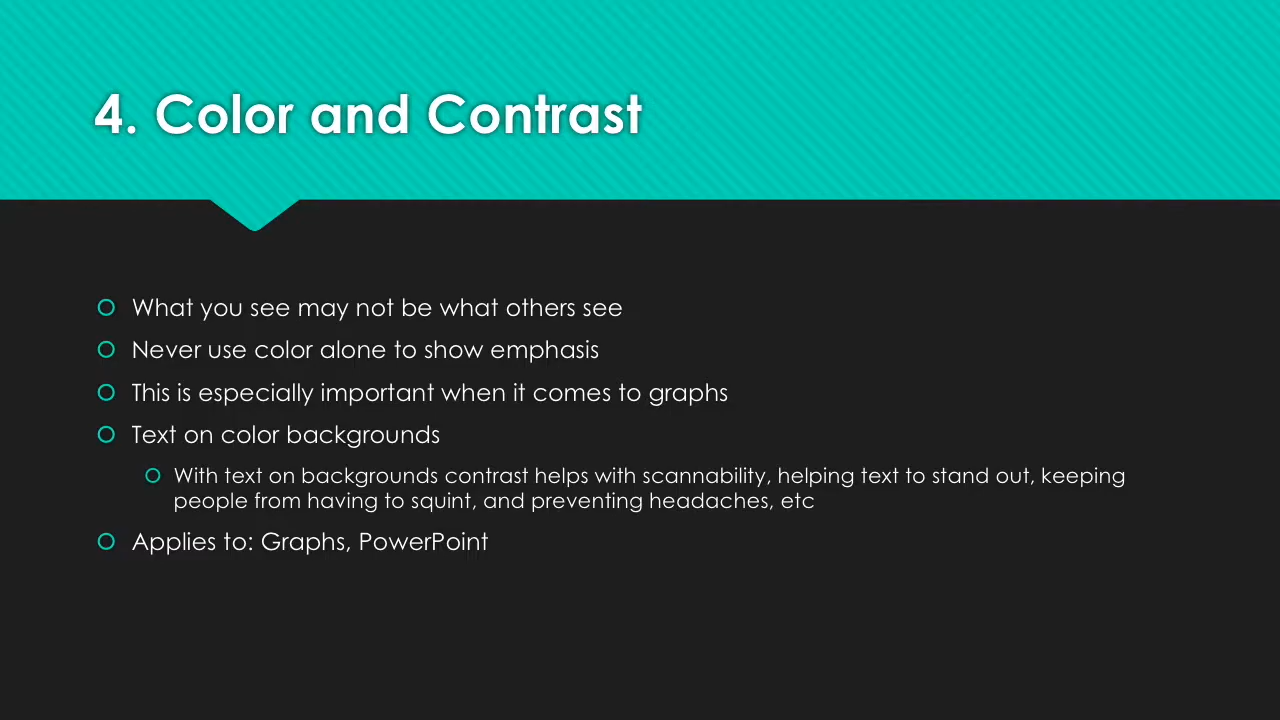 4. Color and Contrast
What you see may not be what others see
Never use color alone to show emphasis
This is especially important when it comes to graphs
Text on color backgrounds
With text on backgrounds contrast helps with scannability, helping text to stand out, keeping
people from having to squint, and preventing headaches, etc
Applies to: Graphs, PowerPoint